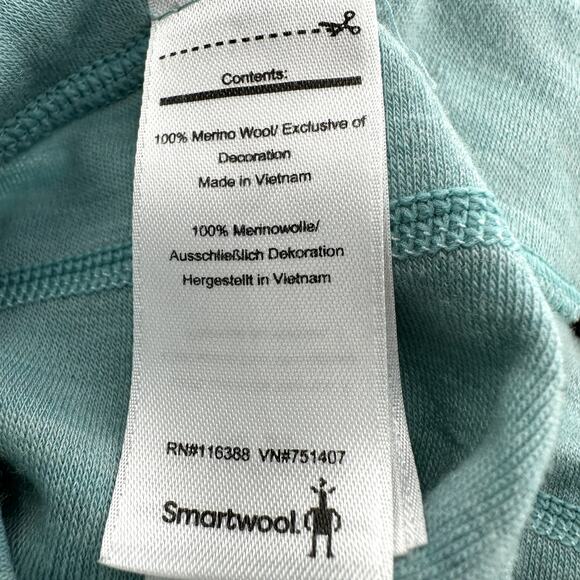 Contents:
100% Merino Wool/ Exclusive of
Decoration
Made in Vietnam
100% Merinowolle/
Ausschließlich Dekoration
Hergestellt in Vietnam
RN#116388 VN#751407
Smartwool.